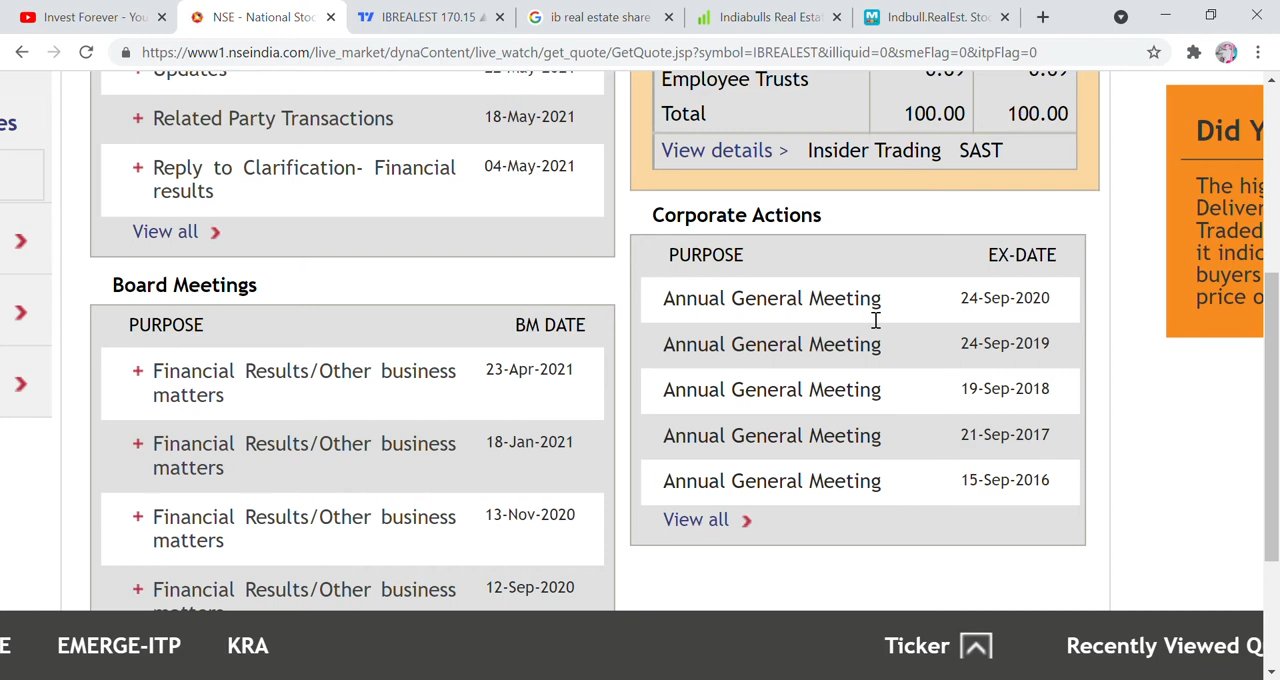 Invest Forever - You
NSE - National Stoc
IBREALEST 170.15
ib real estate share
Indiabulls Real Estat
Indbull.RealEst. Stoc
https://www1.nseindia.com/live_market/dynaContent/live_watch/get_quote/GetQuote.jsp?symbol=IBREALEST&illiquid=0&smeFlag=0&itpFlag=0
es
+ Updates
+ Related Party Transactions 18-May-2021
+ Reply to Clarification- Financial 04-May-2021
results
View all
Board Meetings
PURPOSE BM DATE
+ Financial Results/Other business 23-Apr-2021
matters
+ Financial Results/Other business 18-Jan-2021
matters
+ Financial Results/Other business 13-Nov-2020
matters
+ Financial Results/Other business 12-Sep-2020
Employee Trusts
Total 100.00 100.00
View details > Insider Trading SAST
Corporate Actions
PURPOSE EX-DATE
Annual General Meeting 24-Sep-2020
Annual General Meeting 24-Sep-2019
Annual General Meeting 19-Sep-2018
Annual General Meeting 21-Sep-2017
Annual General Meeting 15-Sep-2016
View all
Did Y
The hig
Deliver
Traded
it indic
buyers
price o
E EMERGE-ITP KRA Ticker Recently Viewed Q